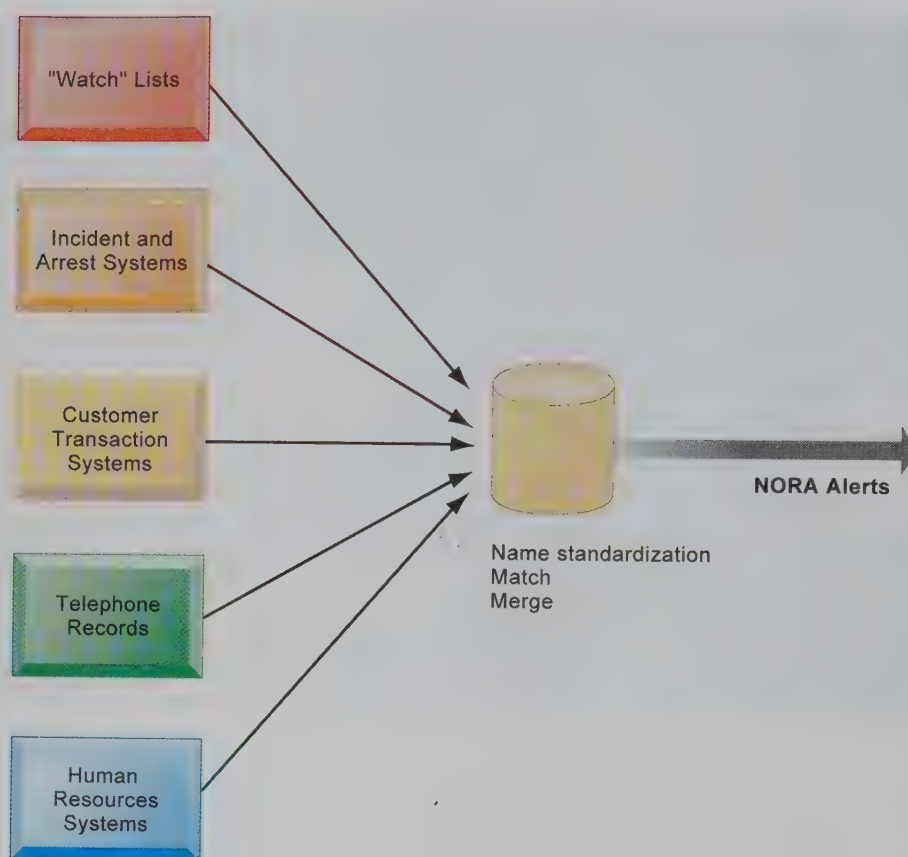 "Watch" Lists
Incident and
Arrest Systems
Customer
Transaction
Systems
Telephone
Records
Human
Resources
Systems
NORA Alerts
Name standardization
Match
Merge